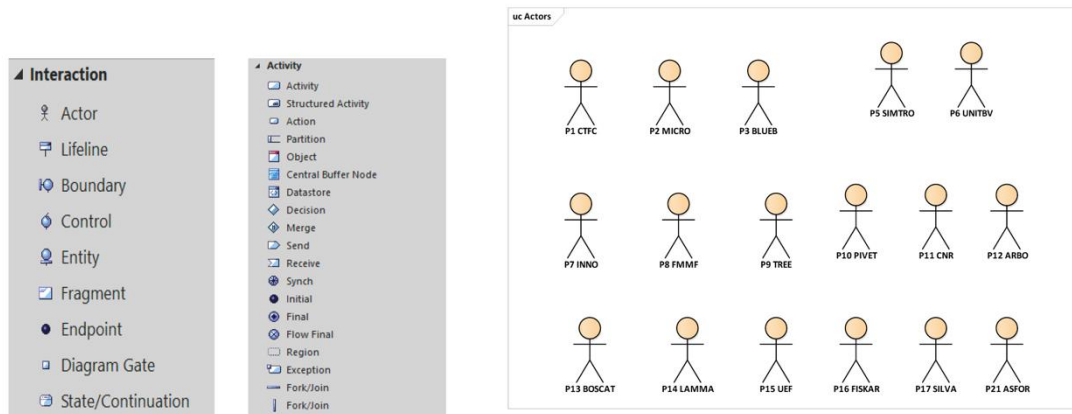 Interaction
Actor
Lifeline
Boundary
Control
Entity
Fragment
Endpoint
Diagram Gate
State/Continuation
Activity
Activity
Structured Activity
Action
Partition
Object
Central Buffer Node
Datastore
Decision
Merge
Send
Receive
Synch
Initial
Final
Flow Final
Region
Exception
Fork/Join
Fork/Join
uc Actors
P1 CTFC P2 MICRO P3 BLUEB P5 SIMTRO P6 UNITBV
P7 INNO P8 FMMF P9 TREE P10 PIVET P11 CNR P12 ARBO
P13 BOSCAT P14 LAMMA P15 UEF P16 FISKAR P17 SILVA P21 ASFOR